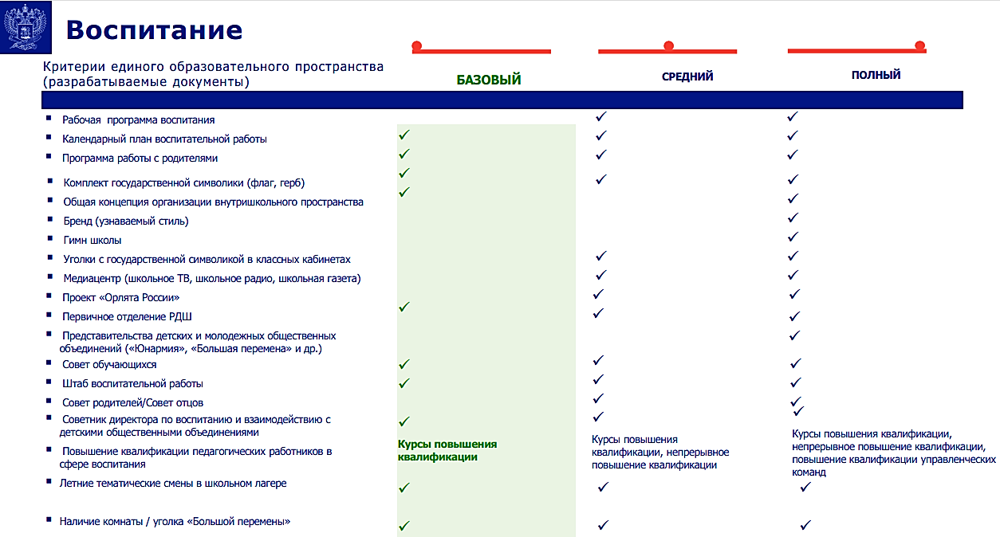 Воспитание
Критерии единого образовательного пространства
(разрабатываемые документы)
БАЗОВЫЙ
СРЕДНИЙ
ПОЛНЫЙ
▪ Рабочая программа воспитания ✓ ✓
▪ Календарный план воспитательной работы ✓ ✓ ✓
▪ Программа работы с родителями ✓ ✓ ✓
▪ Комплект государственной символики (флаг, герб) ✓ ✓ ✓
▪ Общая концепция организации внутришкольного пространства ✓ ✓
▪ Бренд (узнаваемый стиль) ✓
▪ Гимн школы ✓
▪ Уголки с государственной символикой в классных кабинетах ✓ ✓
▪ Медиацентр (школьное ТВ, школьное радио, школьная газета) ✓ ✓
▪ Проект «Орлята России» ✓ ✓
▪ Первичное отделение РДШ ✓ ✓ ✓
▪ Представительства детских и молодежных общественных ✓
объединений («Юнармия», «Большая перемена» и др.)
▪ Совет обучающихся ✓ ✓ ✓
▪ Штаб воспитательной работы ✓ ✓ ✓
▪ Совет родителей/Совет отцов ✓ ✓
▪ Советник директора по воспитанию и взаимодействию с ✓ ✓ ✓
детскими общественными объединениями
▪ Повышение квалификации педагогических работников в
сфере воспитания
Курсы повышения
квалификации
Курсы повышения
квалификации, непрерывное
повышение квалификации
Курсы повышения квалификации,
непрерывное повышение квалификации,
повышение квалификации управленческих
команд
▪ Летние тематические смены в школьном лагере ✓ ✓ ✓
▪ Наличие комнаты / уголка «Большой перемены» ✓ ✓ ✓